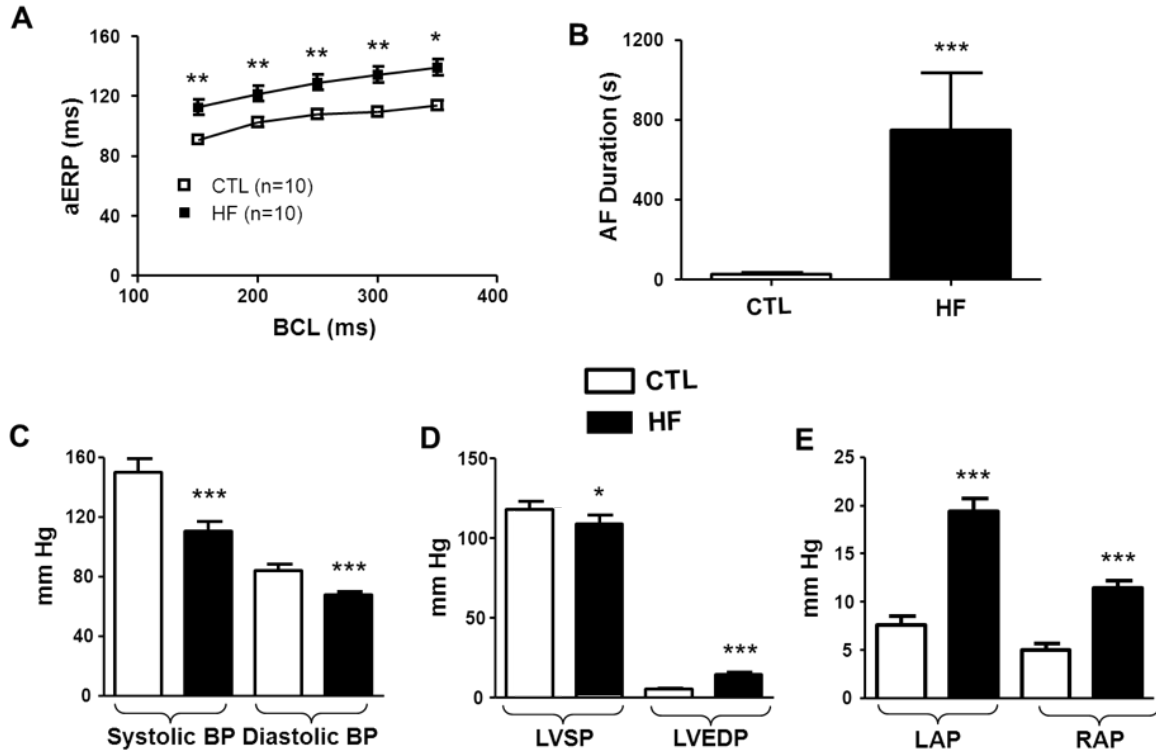 A
160
120
80
40
0
aERP (ms)
** ** ** ** *
CTL (n=10)
HF (n=10)
100 200 300 400
BCL (ms)
B
1200
800
400
0
AF Duration (s)
***
CTL HF
CTL
HF
C
160
120
80
40
0
mm Hg
***
***
Systolic BP Diastolic BP
D
150
100
50
0
mm Hg
*
***
LVSP LVEDP
E
25
20
15
10
5
0
mm Hg
***
***
LAP RAP